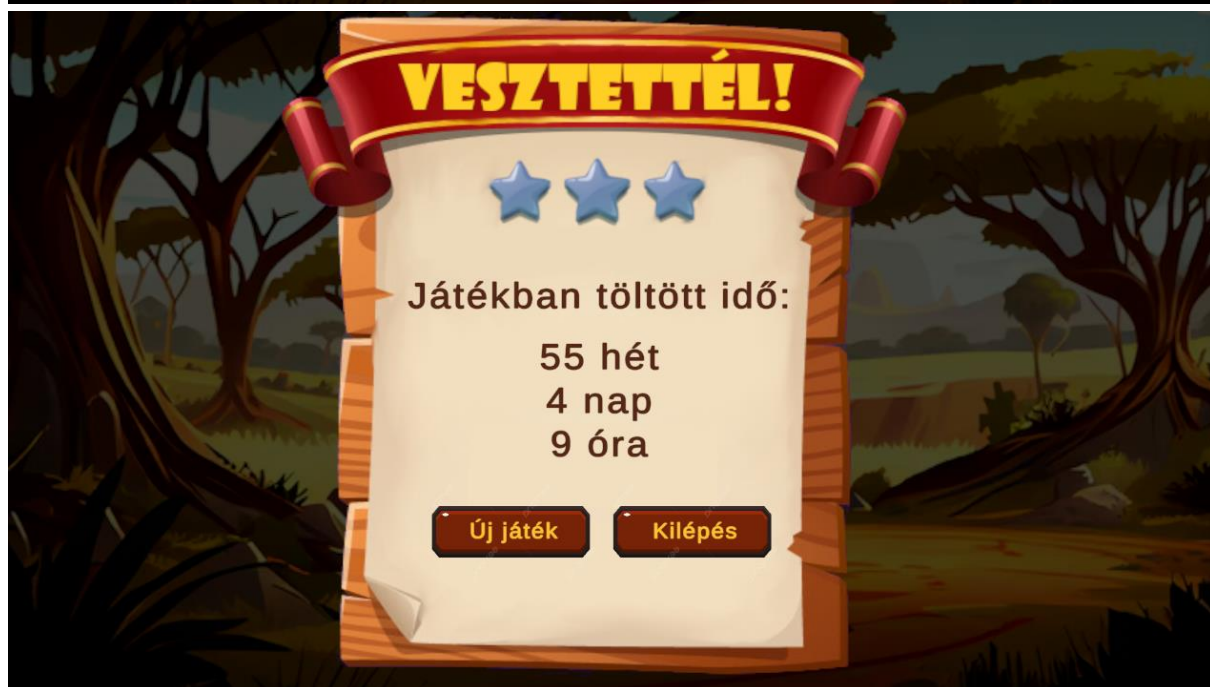 VESZTETTÉL!
Játékban töltött idő:
55 hét
4 nap
9 óra
Új játék
Kilépés